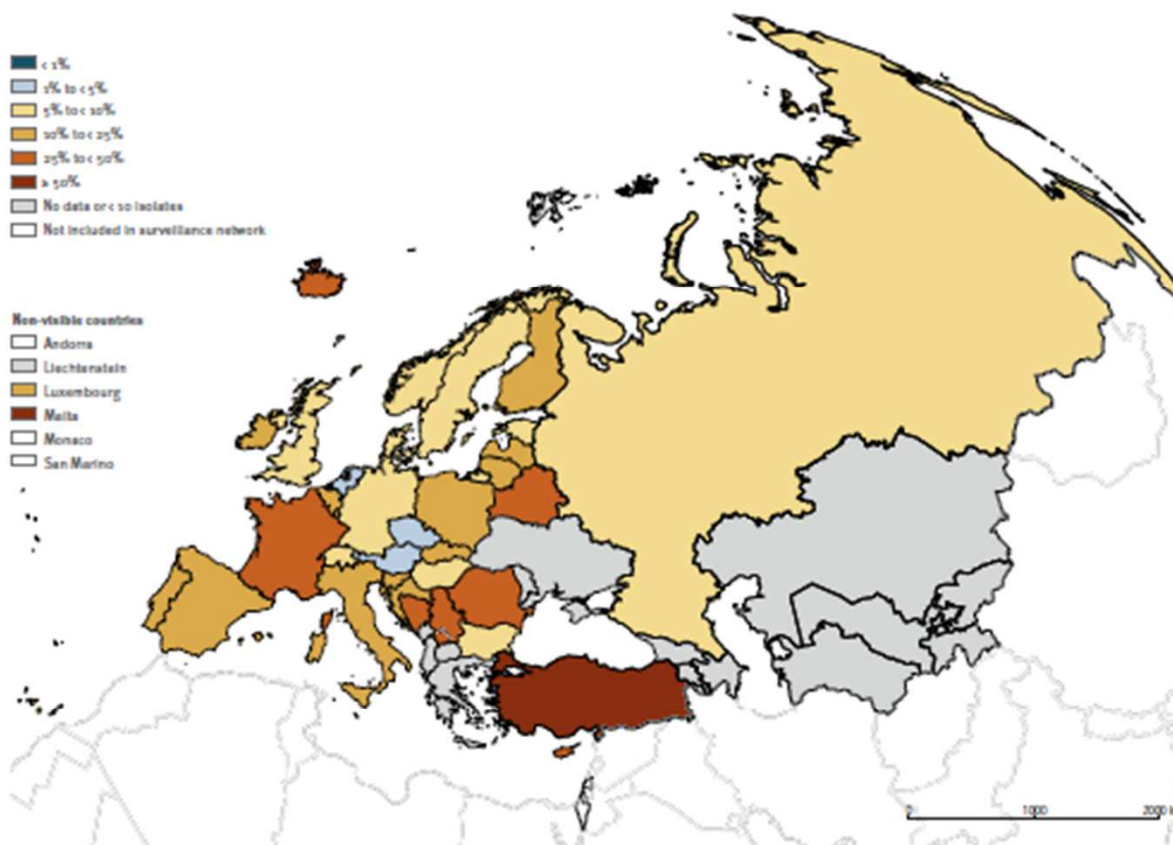 < 1%
1% to < 5%
5% to < 10%
10% to < 25%
25% to < 50%
≥ 50%
No data or < 10 isolates
Not included in surveillance network
Non-visible countries
Andorra
Liechtenstein
Luxembourg
Malta
Monaco
San Marino
0 1000 2000 k